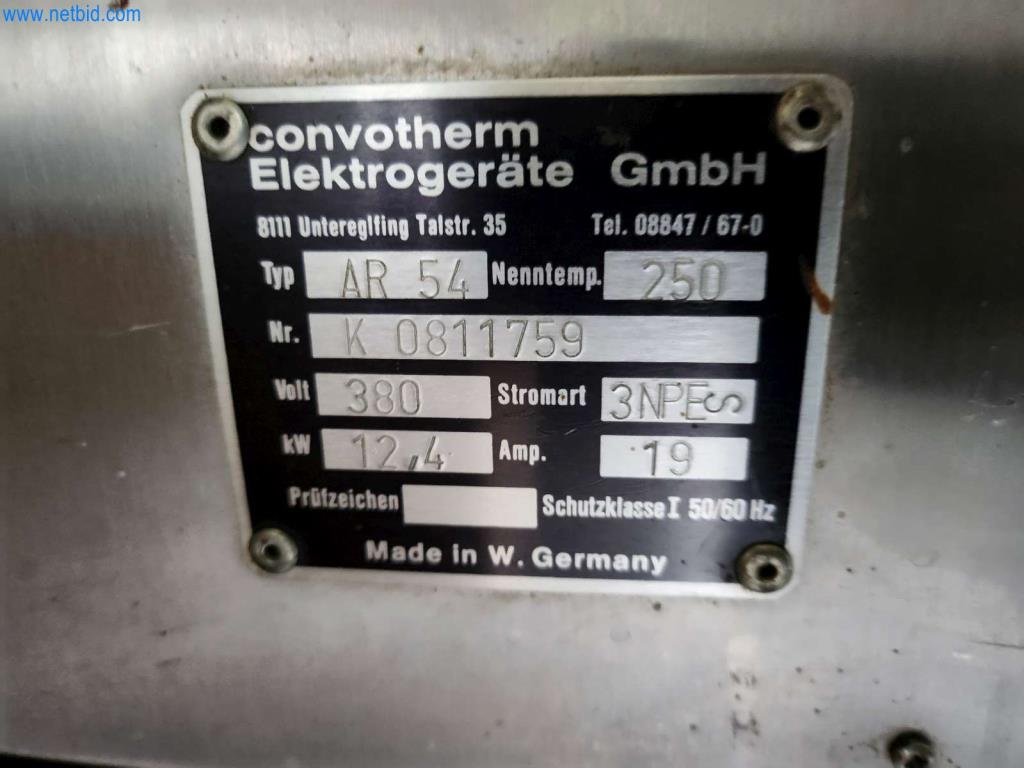 www.netbid.com
convotherm
Elektrogeräte GmbH
8111 Untereglfing Talstr. 35 Tel. 08847 / 67-0
Typ AR 54 Nenntemp. 250
Nr. K 0811759
Volt 380 Stromart 3NPE∽
kW 12,4 Amp. 19
Prüfzeichen Schutzklasse I 50/60 Hz
Made in W. Germany